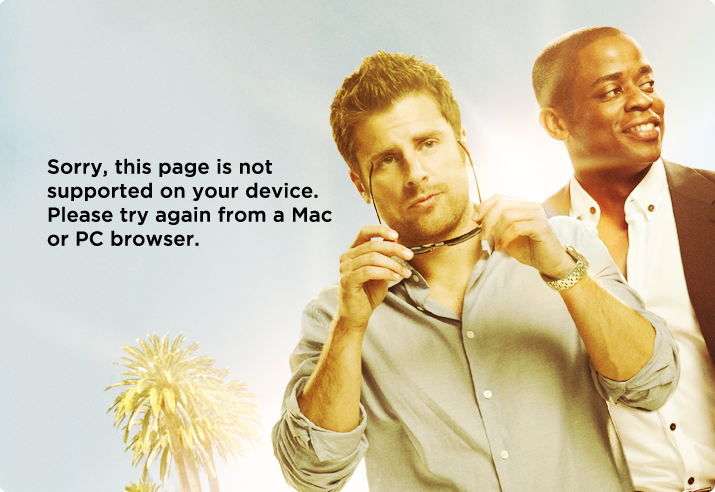 Sorry, this page is not
supported on your device.
Please try again from a Mac
or PC browser.